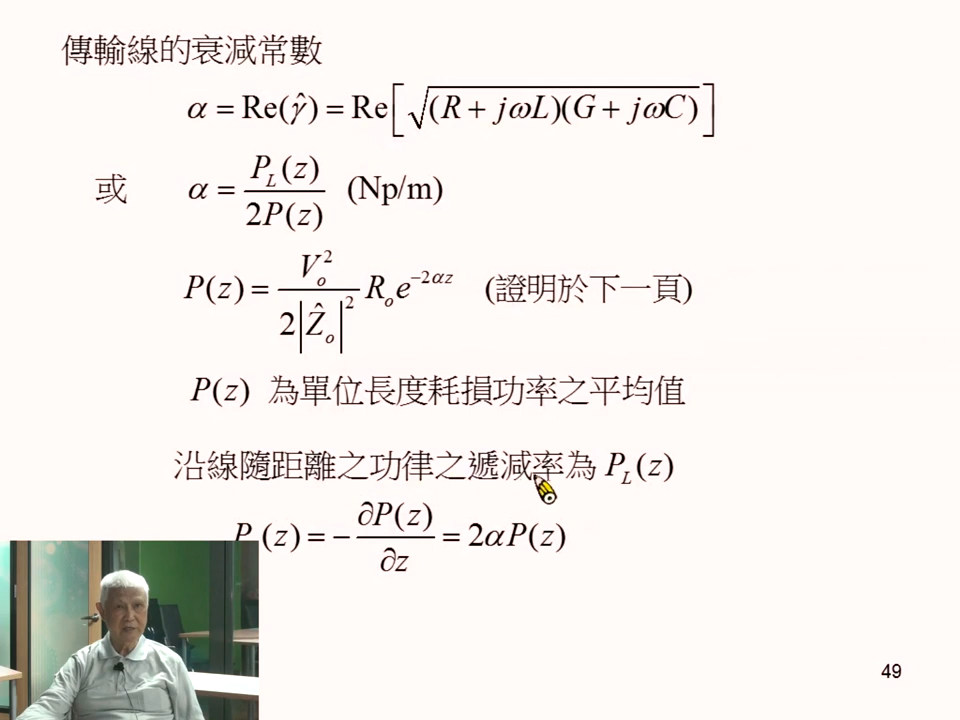 傳輸線的衰減常數
α = Re(γ̂) = Re[√((R + jωL)(G + jωC))]
或 α = P_L(z) / 2P(z) (Np/m)
P(z) = V_o² / 2|Ẑ_o|² R_o e^(−2αz) (證明於下一頁)
P(z) 為單位長度耗損功率之平均值
沿線隨距離之功律之遞減率為 P_L(z)
P (z) = −∂P(z)/∂z = 2αP(z)
49